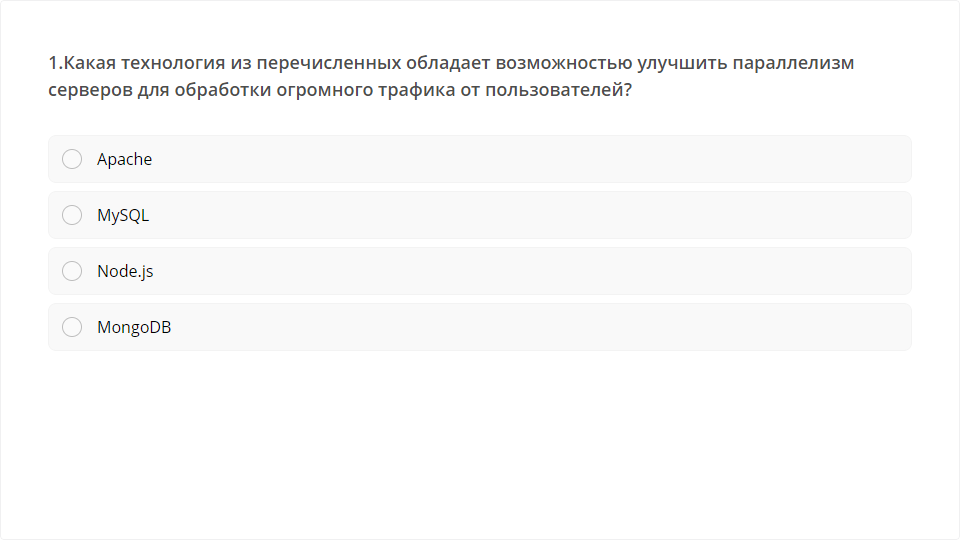 1.Какая технология из перечисленных обладает возможностью улучшить параллелизм
серверов для обработки огромного трафика от пользователей?
Apache
MySQL
Node.js
MongoDB